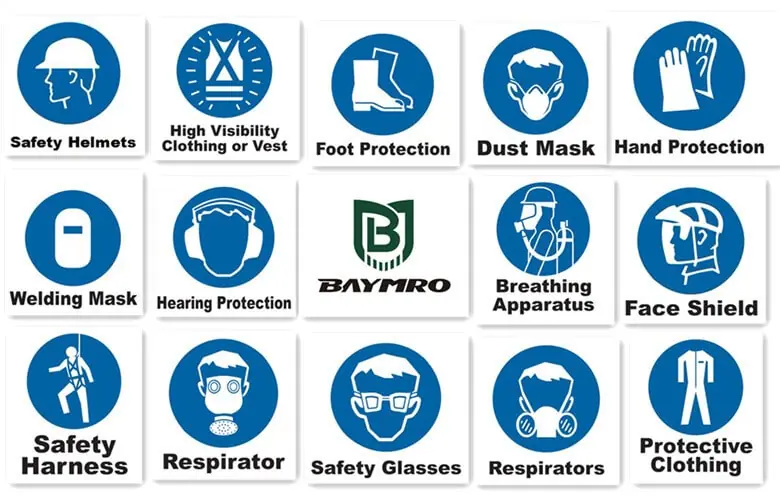 Safety Helmets
High Visibility
Clothing or Vest
Foot Protection
Dust Mask
Hand Protection
Welding Mask
Hearing Protection
B
BAYMRO
Breathing
Apparatus
Face Shield
Safety
Harness
Respirator
Safety Glasses
Respirators
Protective
Clothing